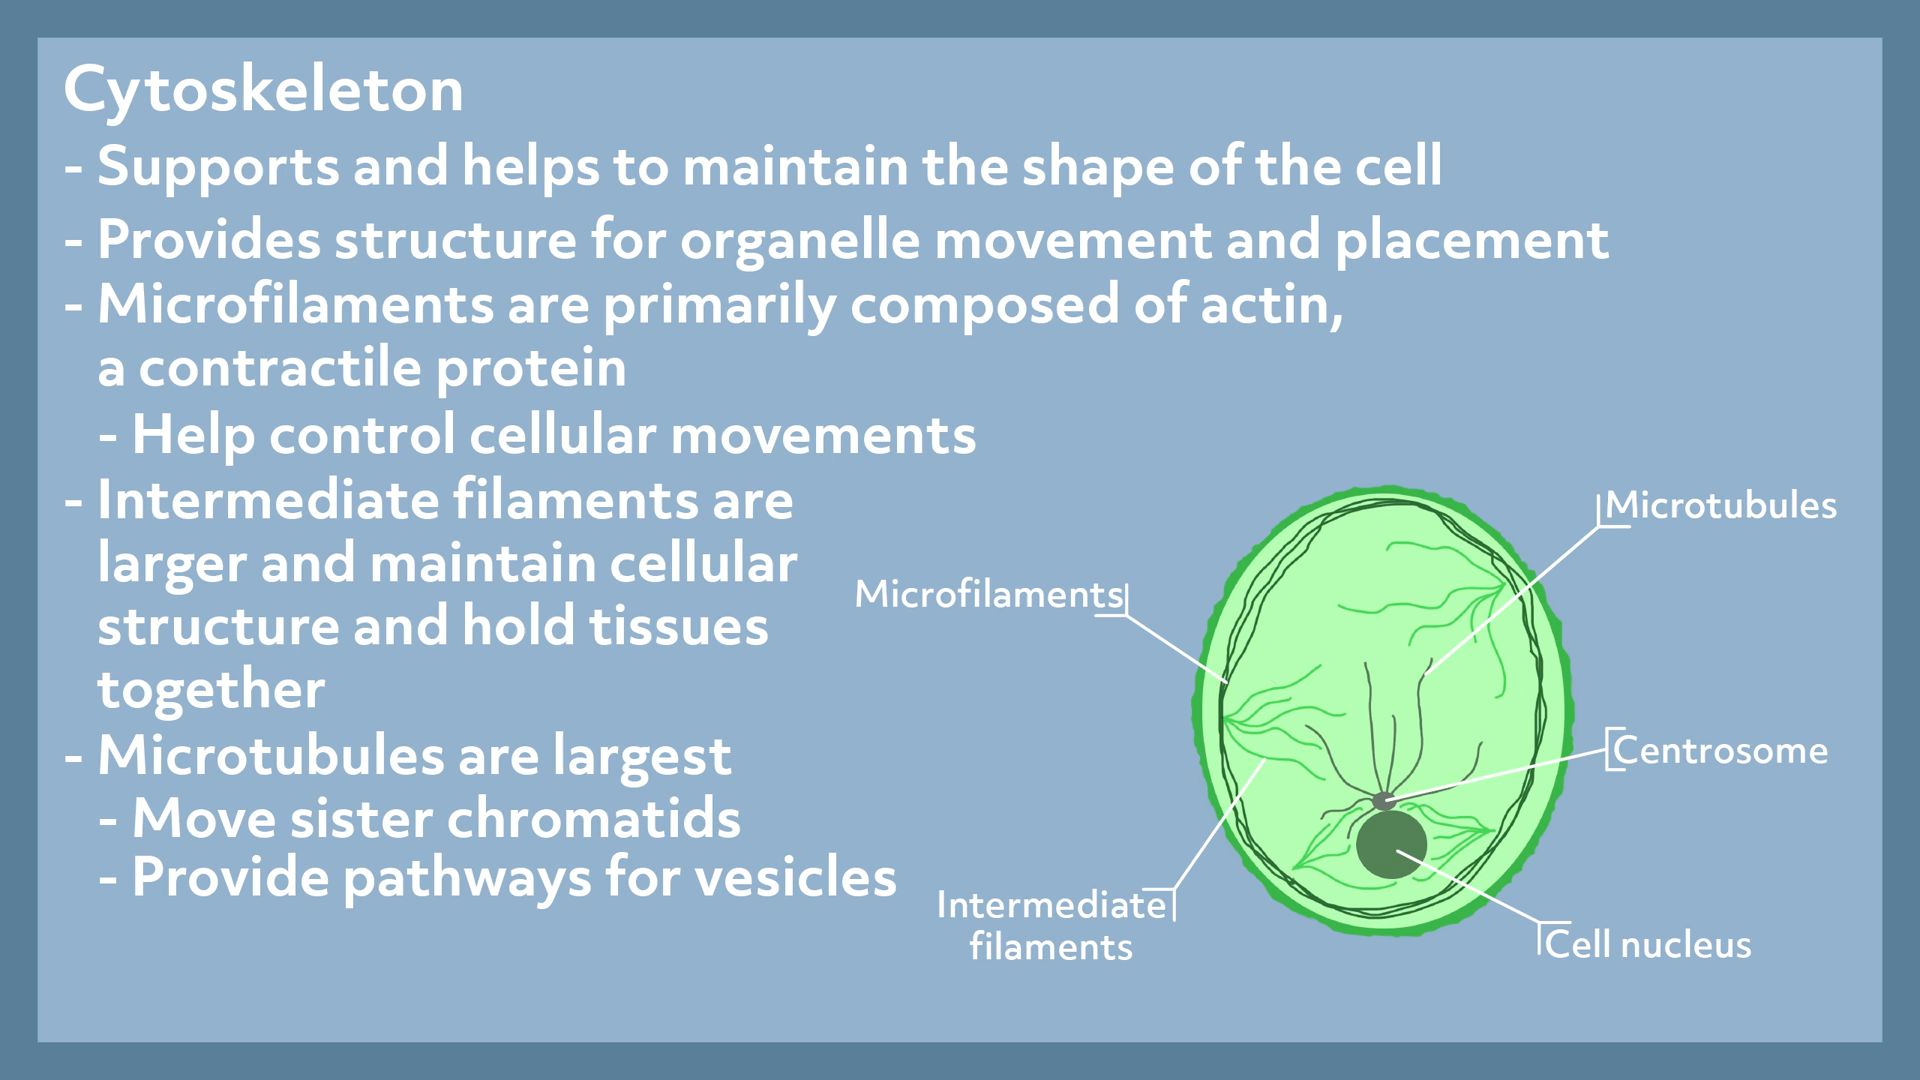 Cytoskeleton
- Supports and helps to maintain the shape of the cell
- Provides structure for organelle movement and placement
- Microfilaments are primarily composed of actin,
a contractile protein
- Help control cellular movements
- Intermediate filaments are
larger and maintain cellular
structure and hold tissues
together
- Microtubules are largest
- Move sister chromatids
- Provide pathways for vesicles
Microtubules
Microfilaments
Centrosome
Intermediate
filaments
Cell nucleus